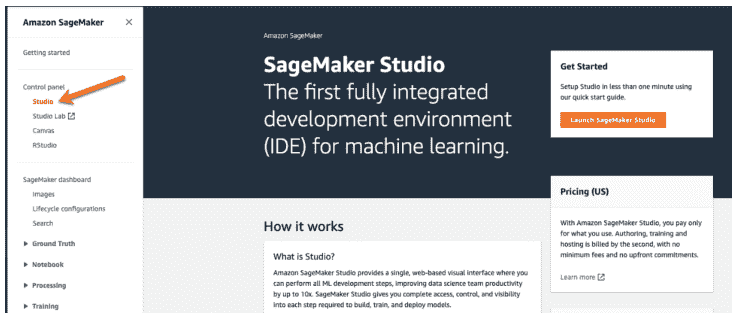 Amazon SageMaker
Getting started
Control panel
Studio
Studio Lab
Canvas
RStudio
SageMaker dashboard
Images
Lifecycle configurations
Search
Ground Truth
Notebook
Processing
Training
Amazon SageMaker
SageMaker Studio
The first fully integrated
development environment
(IDE) for machine learning.
How it works
What is Studio?
Amazon SageMaker Studio provides a single, web-based visual interface where you
can perform all ML development steps, improving data science team productivity
by up to 10x. SageMaker Studio gives you complete access, control, and visibility
into each step required to build, train, and deploy models.
Get Started
Setup Studio in less than one minute using
our quick start guide.
Launch SageMaker Studio
Pricing (US)
With Amazon SageMaker Studio, you pay only
for what you use. Authoring, training and
hosting is billed by the second, with no
minimum fees and no upfront commitments.
Learn more